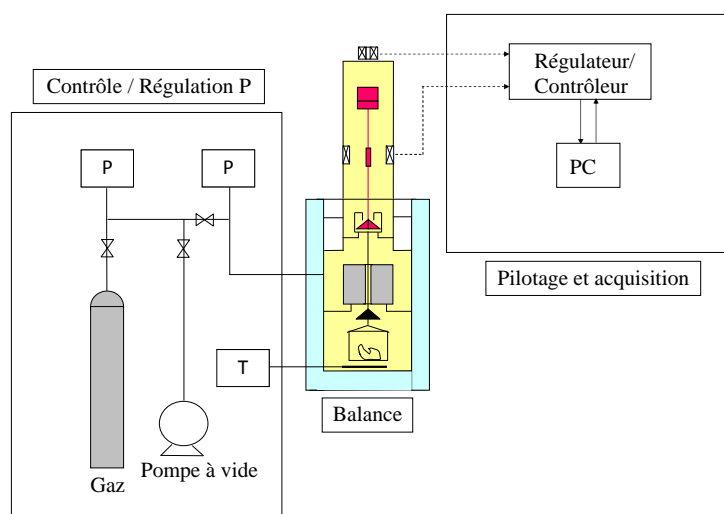 Contrôle / Régulation P
P
P
Régulateur/
Contrôleur
PC
Pilotage et acquisition
T
Balance
Pompe à vide
Gaz